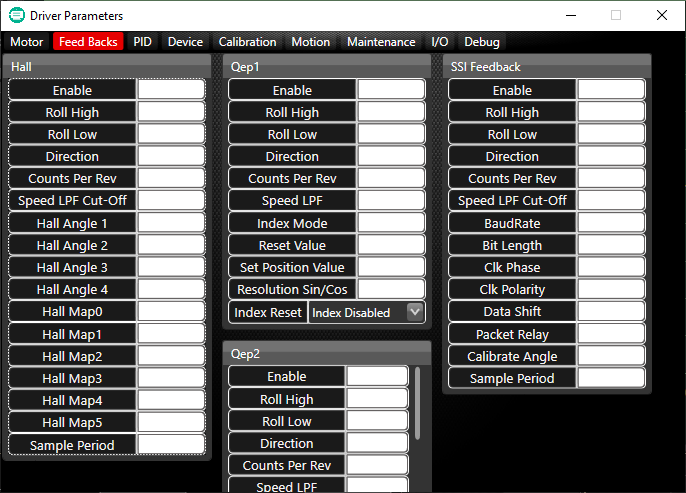 Driver Parameters
Motor Feed Backs PID Device Calibration Motion Maintenance I/O Debug
Hall
Enable
Roll High
Roll Low
Direction
Counts Per Rev
Speed LPF Cut-Off
Hall Angle 1
Hall Angle 2
Hall Angle 3
Hall Angle 4
Hall Map0
Hall Map1
Hall Map2
Hall Map3
Hall Map4
Hall Map5
Sample Period
Qep1
Enable
Roll High
Roll Low
Direction
Counts Per Rev
Speed LPF
Index Mode
Reset Value
Set Position Value
Resolution Sin/Cos
Index Reset Index Disabled
Qep2
Enable
Roll High
Roll Low
Direction
Counts Per Rev
Speed LPF
SSI Feedback
Enable
Roll High
Roll Low
Direction
Counts Per Rev
Speed LPF Cut-Off
BaudRate
Bit Length
Clk Phase
Clk Polarity
Data Shift
Packet Relay
Calibrate Angle
Sample Period